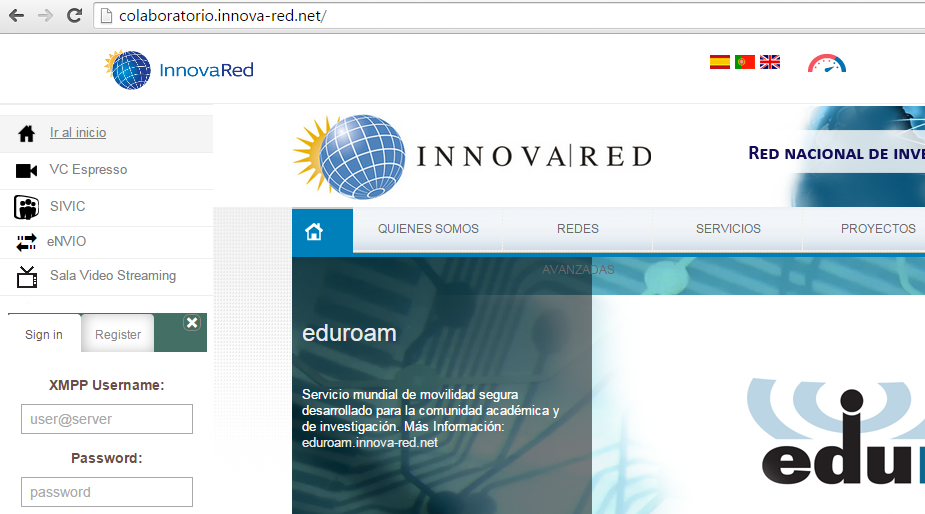 colaboratorio.innova-red.net/
InnovaRed
Ir al inicio
VC Espresso
SIVIC
eNVIO
Sala Video Streaming
Sign in
Register
XMPP Username:
user@server
Password:
password
INNOVA|RED
RED NACIONAL DE INVE
QUIENES SOMOS
REDES
AVANZADAS
SERVICIOS
PROYECTOS
eduroam
Servicio mundial de movilidad segura
desarrollado para la comunidad académica y
de investigación. Más Información:
eduroam.innova-red.net
edu